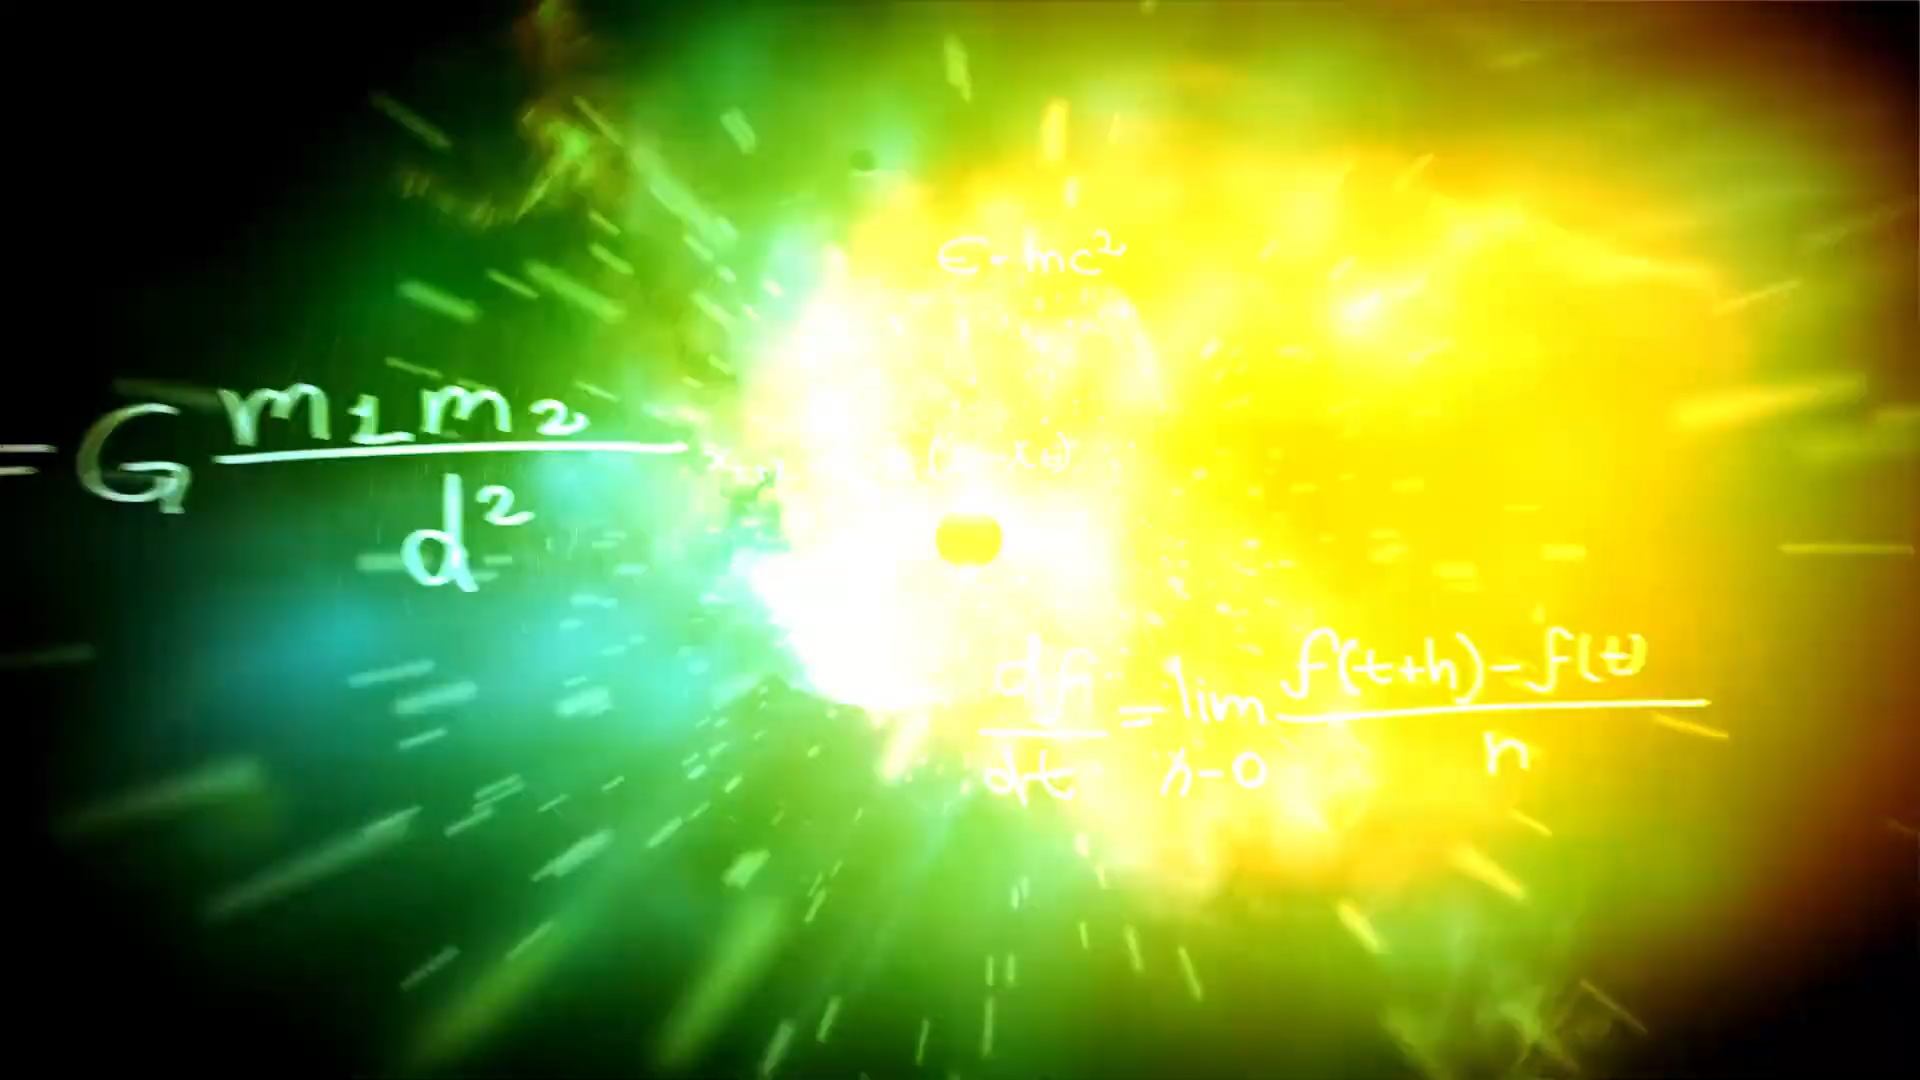 E=mc²
=G m₁m₂/d²
df/dt = lim h→0 f(t+h)-f(t)/h